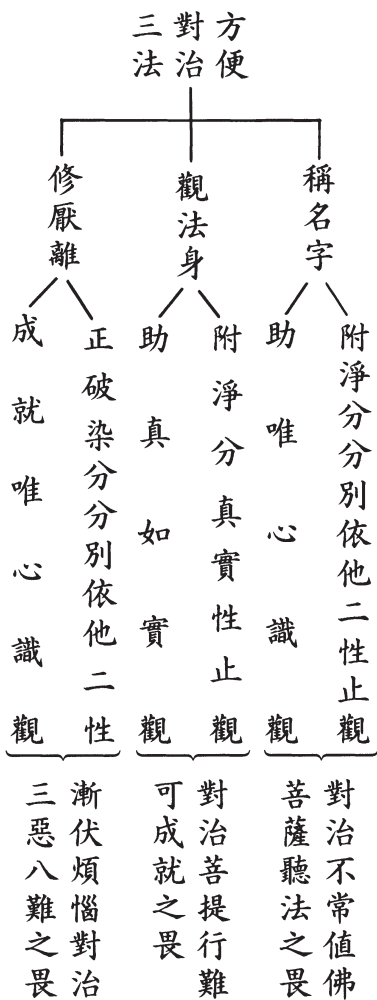 方便
對治
三法
稱名字
附淨分分別依他二性止觀
助唯心識觀
對治不常值佛
菩薩聽法之畏
觀法身
附淨分真實性止觀
助真如實觀
對治菩提行難
可成就之畏
修厭離
正破染分分別依他二性
成就唯心識觀
漸伏煩惱對治
三惡八難之畏